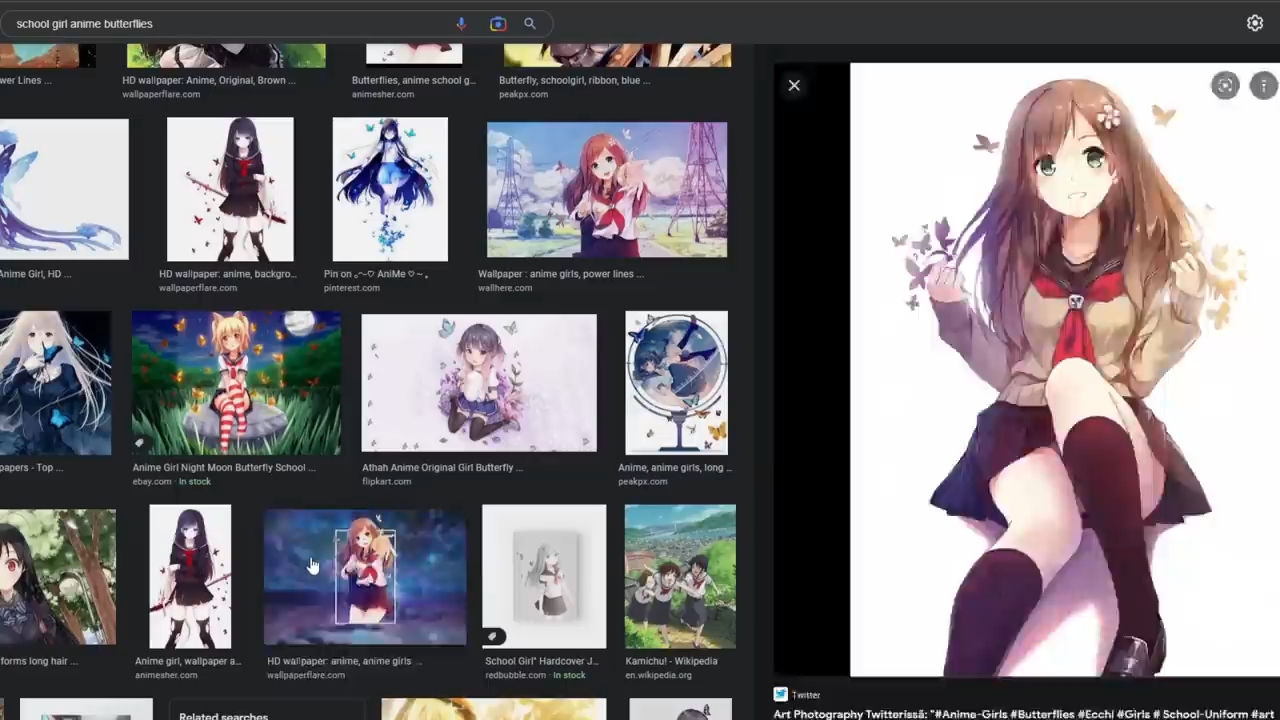 school girl anime butterflies
wer Lines ...
HD wallpaper: Anime, Original, Brown ...
wallpaperflare.com
Butterflies, anime school g...
animesher.com
Butterfly, schoolgirl, ribbon, blue ...
peakpx.com
Anime Girl, HD ...
HD wallpaper: anime, backgro...
wallpaperflare.com
Pin on ｡~♡ AniMe ♡ ~ .
pinterest.com
Wallpaper : anime girls, power lines ...
wallhere.com
papers - Top ...
Anime Girl Night Moon Butterfly School ...
ebay.com · In stock
Athah Anime Original Girl Butterfly ...
flipkart.com
Anime, anime girls, long ...
peakpx.com
forms long hair ...
Anime girl, wallpaper a...
animesher.com
HD wallpaper: anime, anime girls ...
wallpaperflare.com
School Girl" Hardcover J...
redbubble.com · In stock
Kamichu! - Wikipedia
en.wikipedia.org
Related searches
Twitter
Art Photography Twitterissä: "#Anime-Girls #Butterflies #Ecchi #Girls # School-Uniform #art